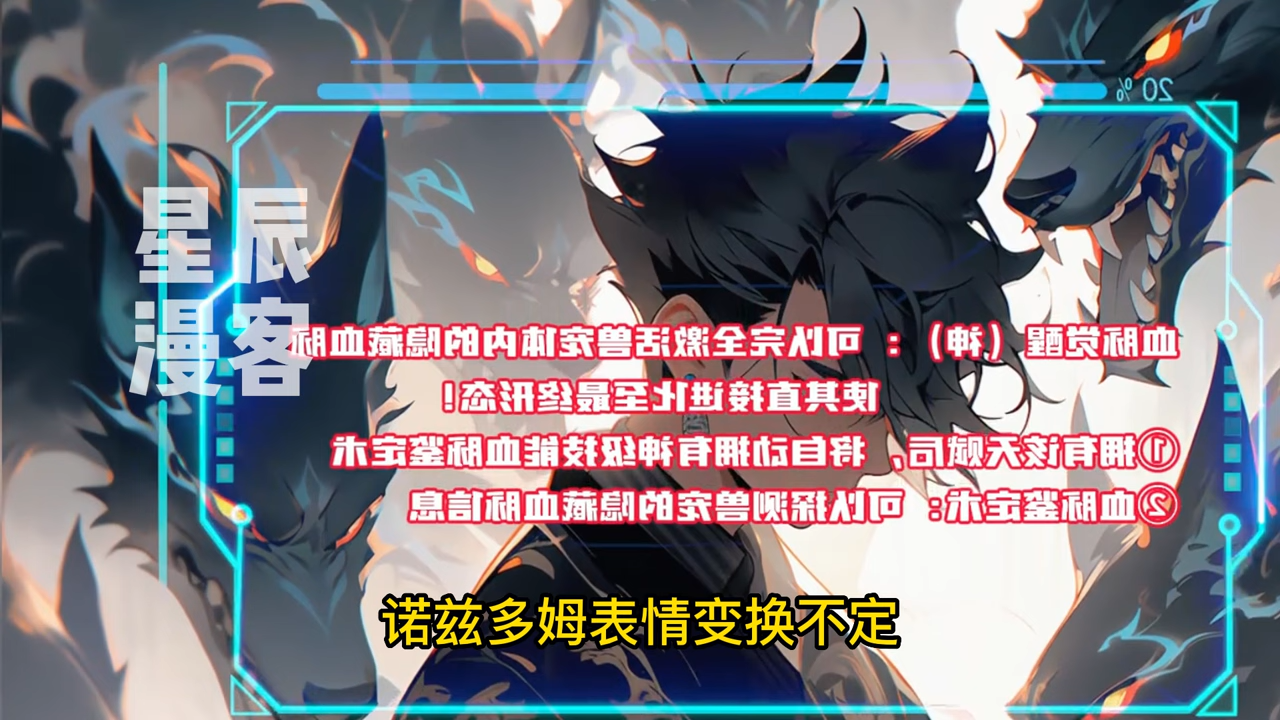 20 %
星辰
漫客
血脉觉醒（神）：可以完全激活兽宠体内的隐藏血脉
使其直接进化至最终形态！
①拥有该天赋后，将自动拥有神级技能血脉鉴定术
②血脉鉴定术：可以探测兽宠的隐藏血脉信息
诺兹多姆表情变换不定